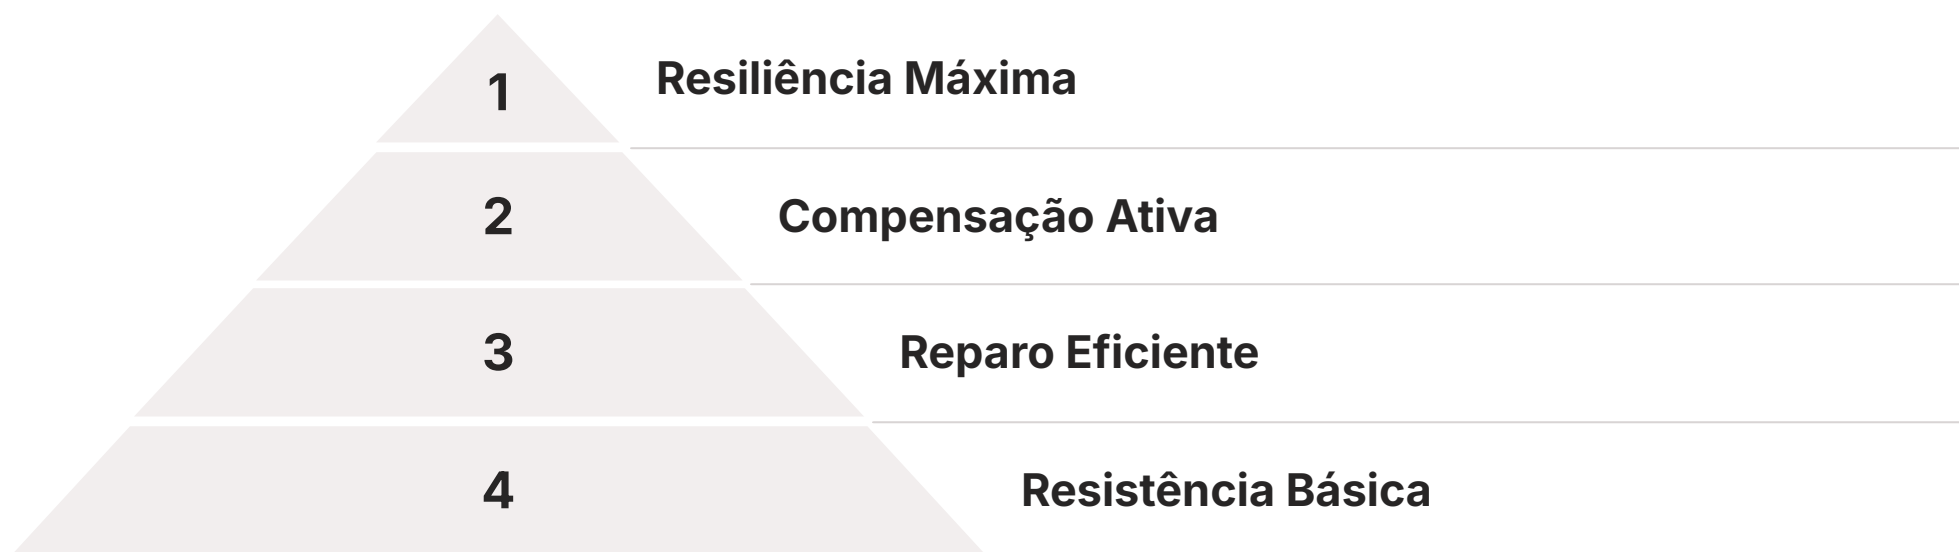 1
Resiliência Máxima
2
Compensação Ativa
3
Reparo Eficiente
4
Resistência Básica